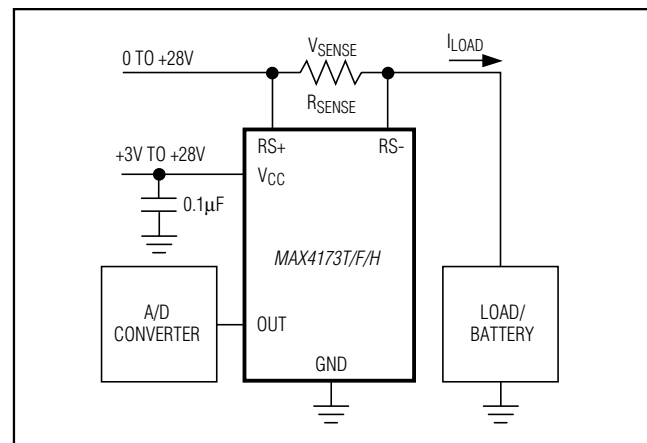 0 TO +28V
VSENSE
ILOAD
RSENSE
RS+
RS-
+3V TO +28V
VCC
0.1µF
MAX4173T/F/H
A/D
CONVERTER
OUT
LOAD/
BATTERY
GND